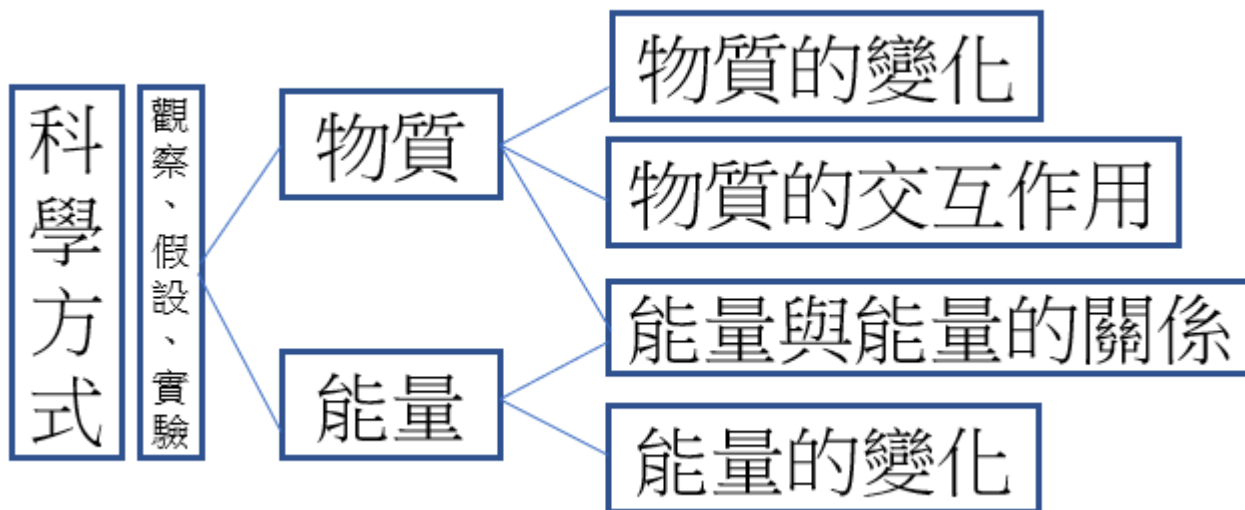 科學方式
觀察、假設、實驗
物質
能量
物質的變化
物質的交互作用
能量與能量的關係
能量的變化